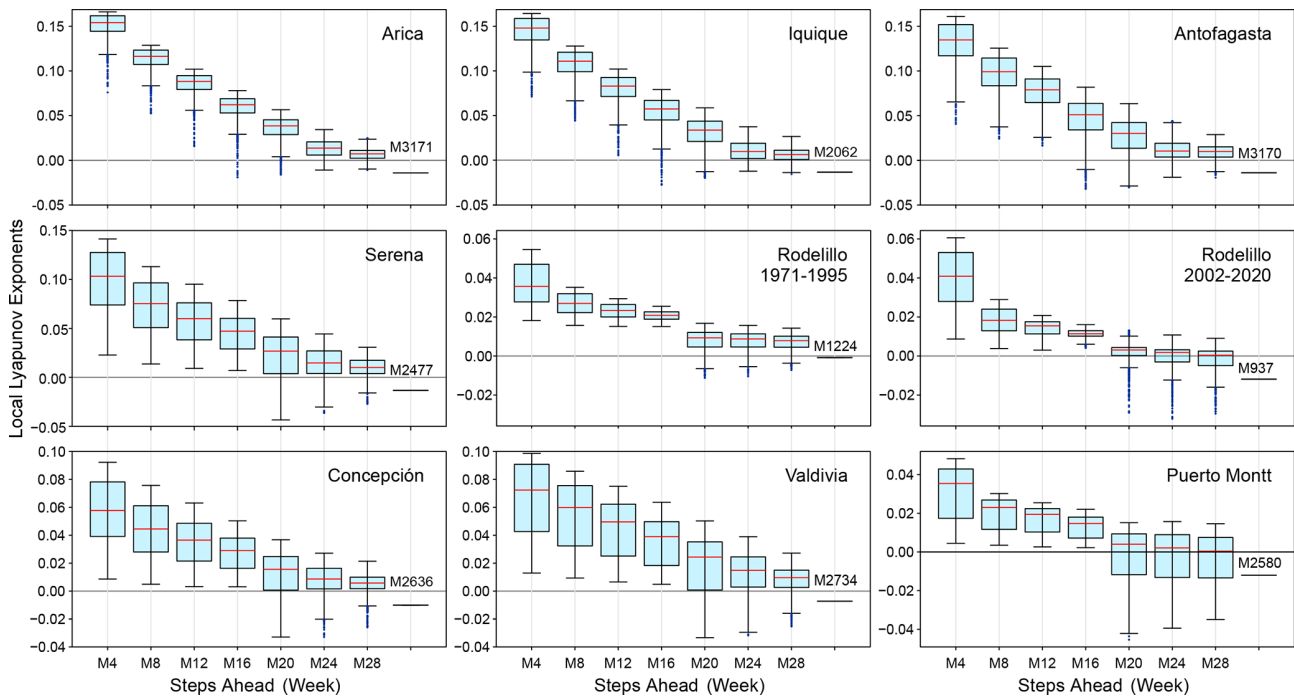 Local Lyapunov Exponents
0.15
0.10
0.05
0.00
-0.05
Arica
M3171
0.15
0.10
0.05
0.00
-0.05
Iquique
M2062
0.15
0.10
0.05
0.00
-0.05
Antofagasta
M3170
0.15
0.10
0.05
0.00
−0.05
Serena
M2477
0.06
0.04
0.02
0.00
−0.02
Rodelillo
1971-1995
M1224
0.06
0.04
0.02
0.00
−0.02
Rodelillo
2002-2020
M937
0.10
0.08
0.06
0.04
0.02
0.00
−0.02
−0.04
Concepción
M2636
0.10
0.08
0.06
0.04
0.02
0.00
−0.02
−0.04
Valdivia
M2734
0.04
0.02
0.00
−0.02
−0.04
Puerto Montt
M2580
M4 M8 M12 M16 M20 M24 M28
M4 M8 M12 M16 M20 M24 M28
M4 M8 M12 M16 M20 M24 M28
Steps Ahead (Week)
Steps Ahead (Week)
Steps Ahead (Week)